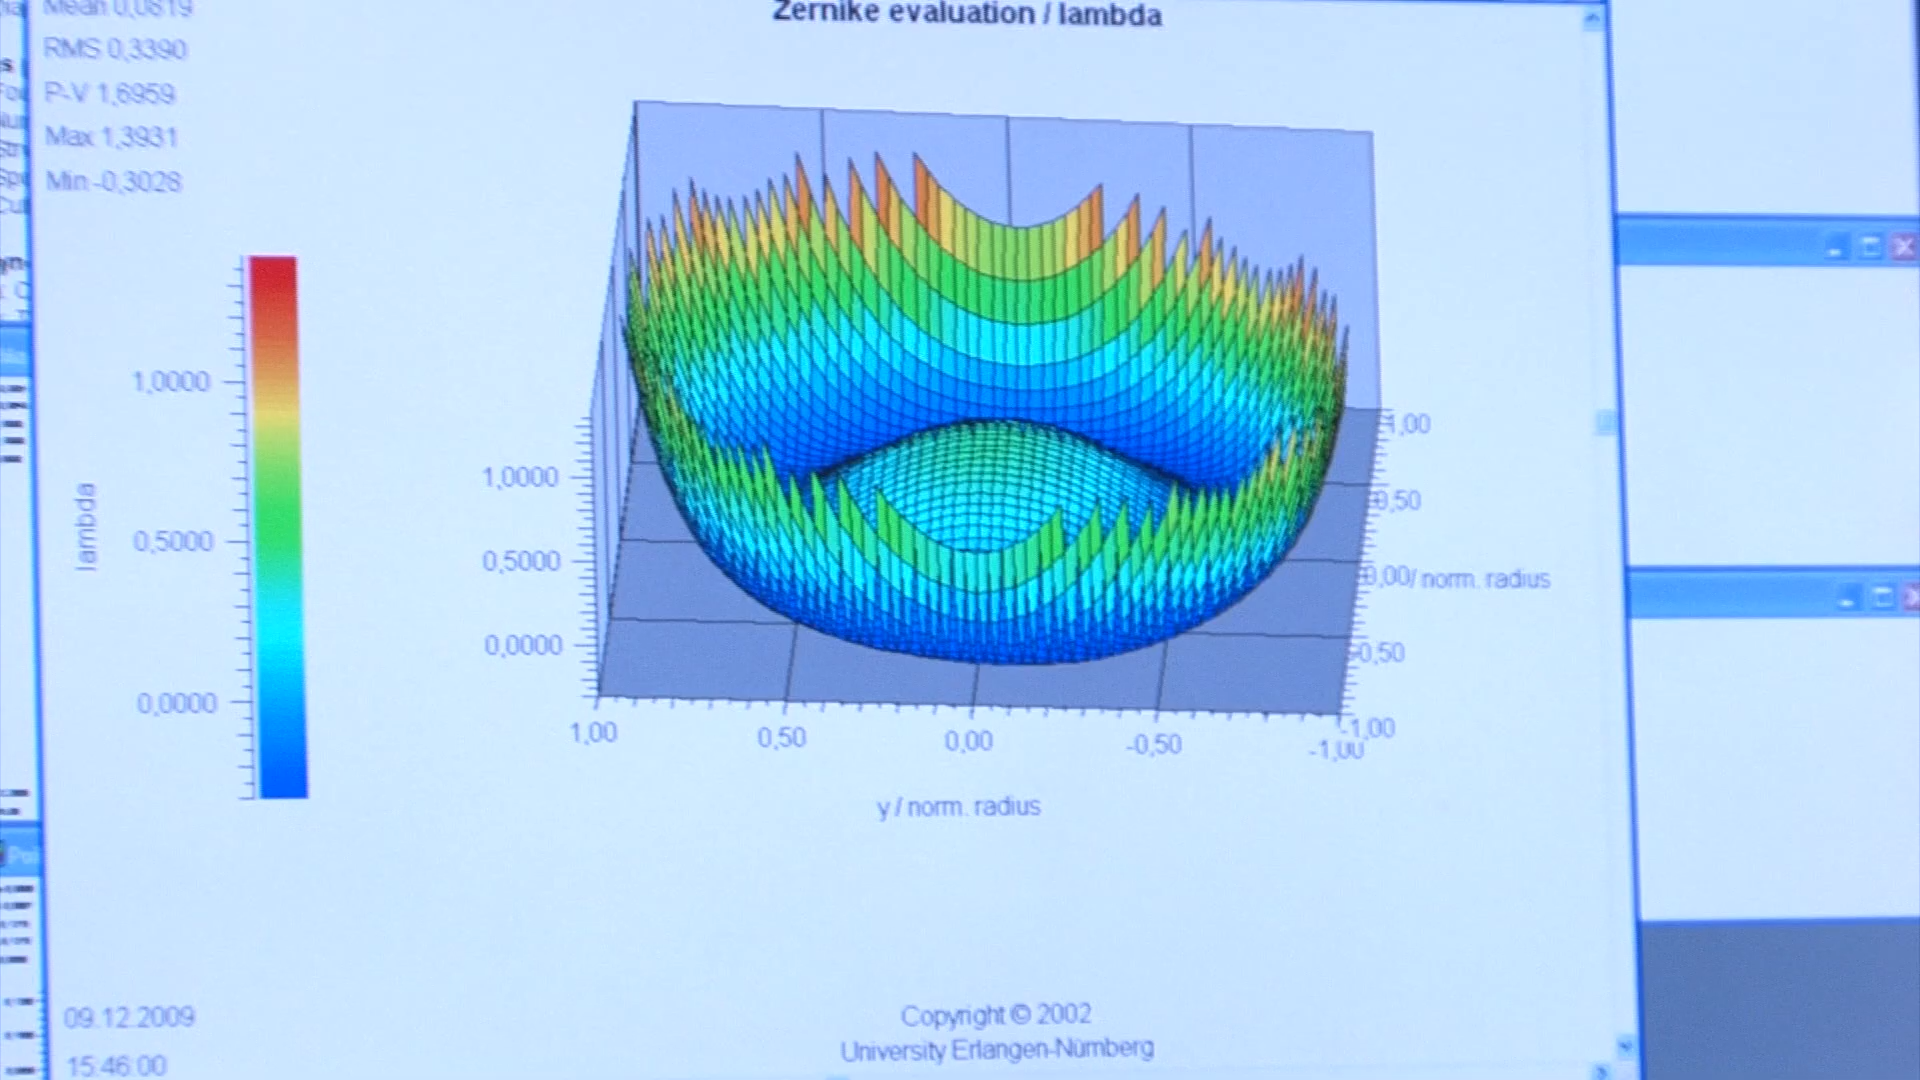 Mean 0,0819
RMS 0,3390
P-V 1,6959
Max 1,3931
Min -0,3028
Zernike evaluation / lambda
lambda
1,0000
0,5000
0,0000
1,0000
0,5000
0,0000
1,00
0,50
0,00
-0,50
-1,00
y / norm. radius
1,00
0,50
0,00
/ norm. radius
-0,50
-1,00
09.12.2009
15:46:00
Copyright © 2002
University Erlangen-Nürnberg